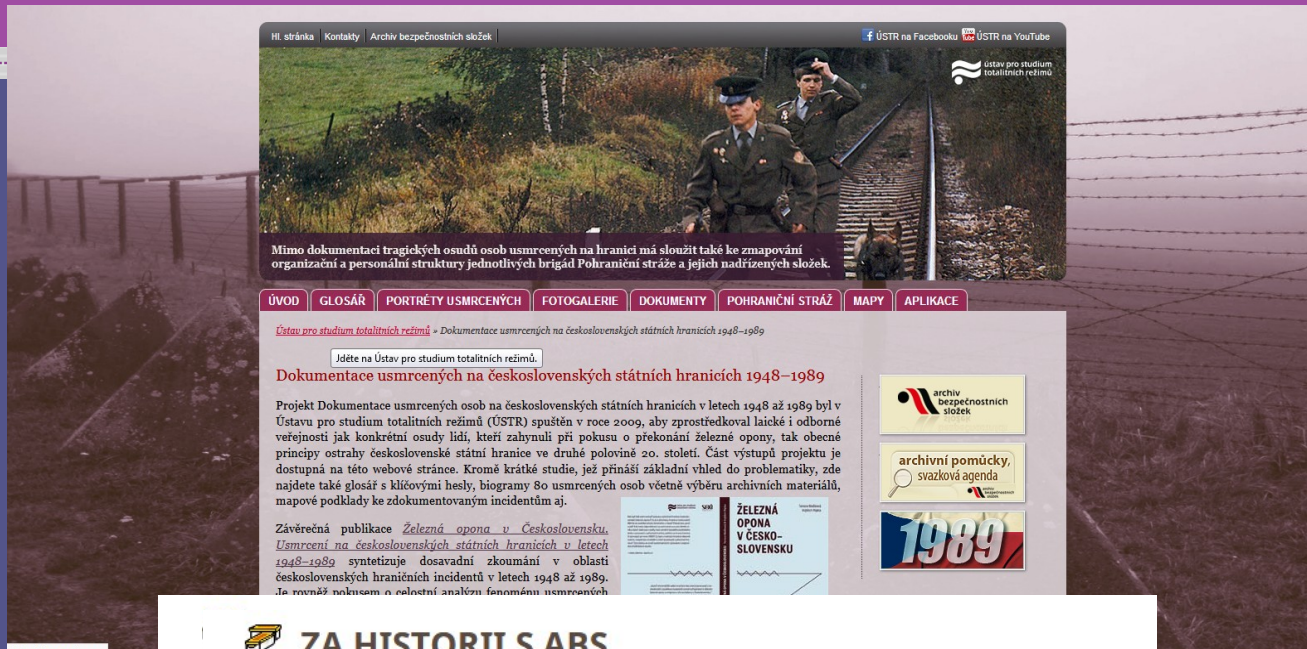 Hl. stránka
Kontakty
Archiv bezpečnostních složek
ÚSTR na Facebooku
ÚSTR na YouTube
ústav pro studium
totalitních režimů
Mimo dokumentaci tragických osudů osob usmrcených na hranici má sloužit také ke zmapování
organizační a personální struktury jednotlivých brigád Pohraniční stráže a jejich nadřízených složek.
ÚVOD
GLOSÁŘ
PORTRÉTY USMRCENÝCH
FOTOGALERIE
DOKUMENTY
POHRANIČNÍ STRÁŽ
MAPY
APLIKACE
Ústav pro studium totalitních režimů » Dokumentace usmrcených na československých státních hranicích 1948–1989
Jděte na Ústav pro studium totalitních režimů.
Dokumentace usmrcených na československých státních hranicích 1948–1989
Projekt Dokumentace usmrcených osob na československých státních hranicích v letech 1948 až 1989 byl v
Ústavu pro studium totalitních režimů (ÚSTR) spuštěn v roce 2009, aby zprostředkoval laické i odborné
veřejnosti jak konkrétní osudy lidí, kteří zahynuli při pokusu o překonání železné opony, tak obecné
principy ostrahy československé státní hranice ve druhé polovině 20. století. Část výstupů projektu je
dostupná na této webové stránce. Kromě krátké studie, jež přináší základní vhled do problematiky, zde
najdete také glosář s klíčovými hesly, biogramy 80 usmrcených osob včetně výběru archivních materiálů,
mapové podklady ke zdokumentovaným incidentům aj.
Závěrečná publikace Železná opona v Československu.
Usmrcení na československých státních hranicích v letech
1948–1989 syntetizuje dosavadní zkoumání v oblasti
československých hraničních incidentů v letech 1948 až 1989.
Je rovněž pokusem o celostní analýzu fenoménu usmrcených
ŽELEZNÁ
OPONA
V ČESKO–
SLOVENSKU
archiv
bezpečnostních
složek
archivní pomůcky,
svazková agenda
archiv
bezpečnostních
složek
1989
ZA HISTORII S ABS